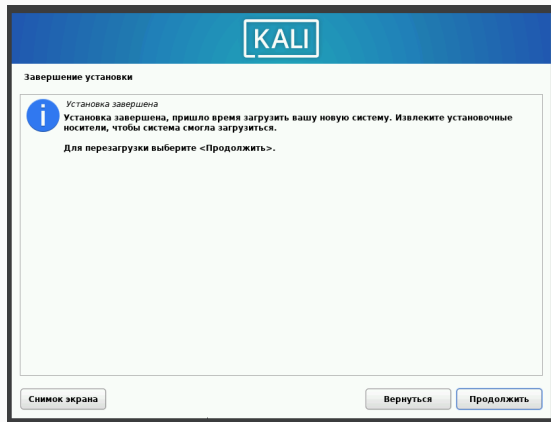 KALI
Завершение установки
Установка завершена
Установка завершена, пришло время загрузить вашу новую систему. Извлеките установочные
носители, чтобы система смогла загрузиться.
Для перезагрузки выберите <Продолжить>.
Снимок экрана
Вернуться
Продолжить